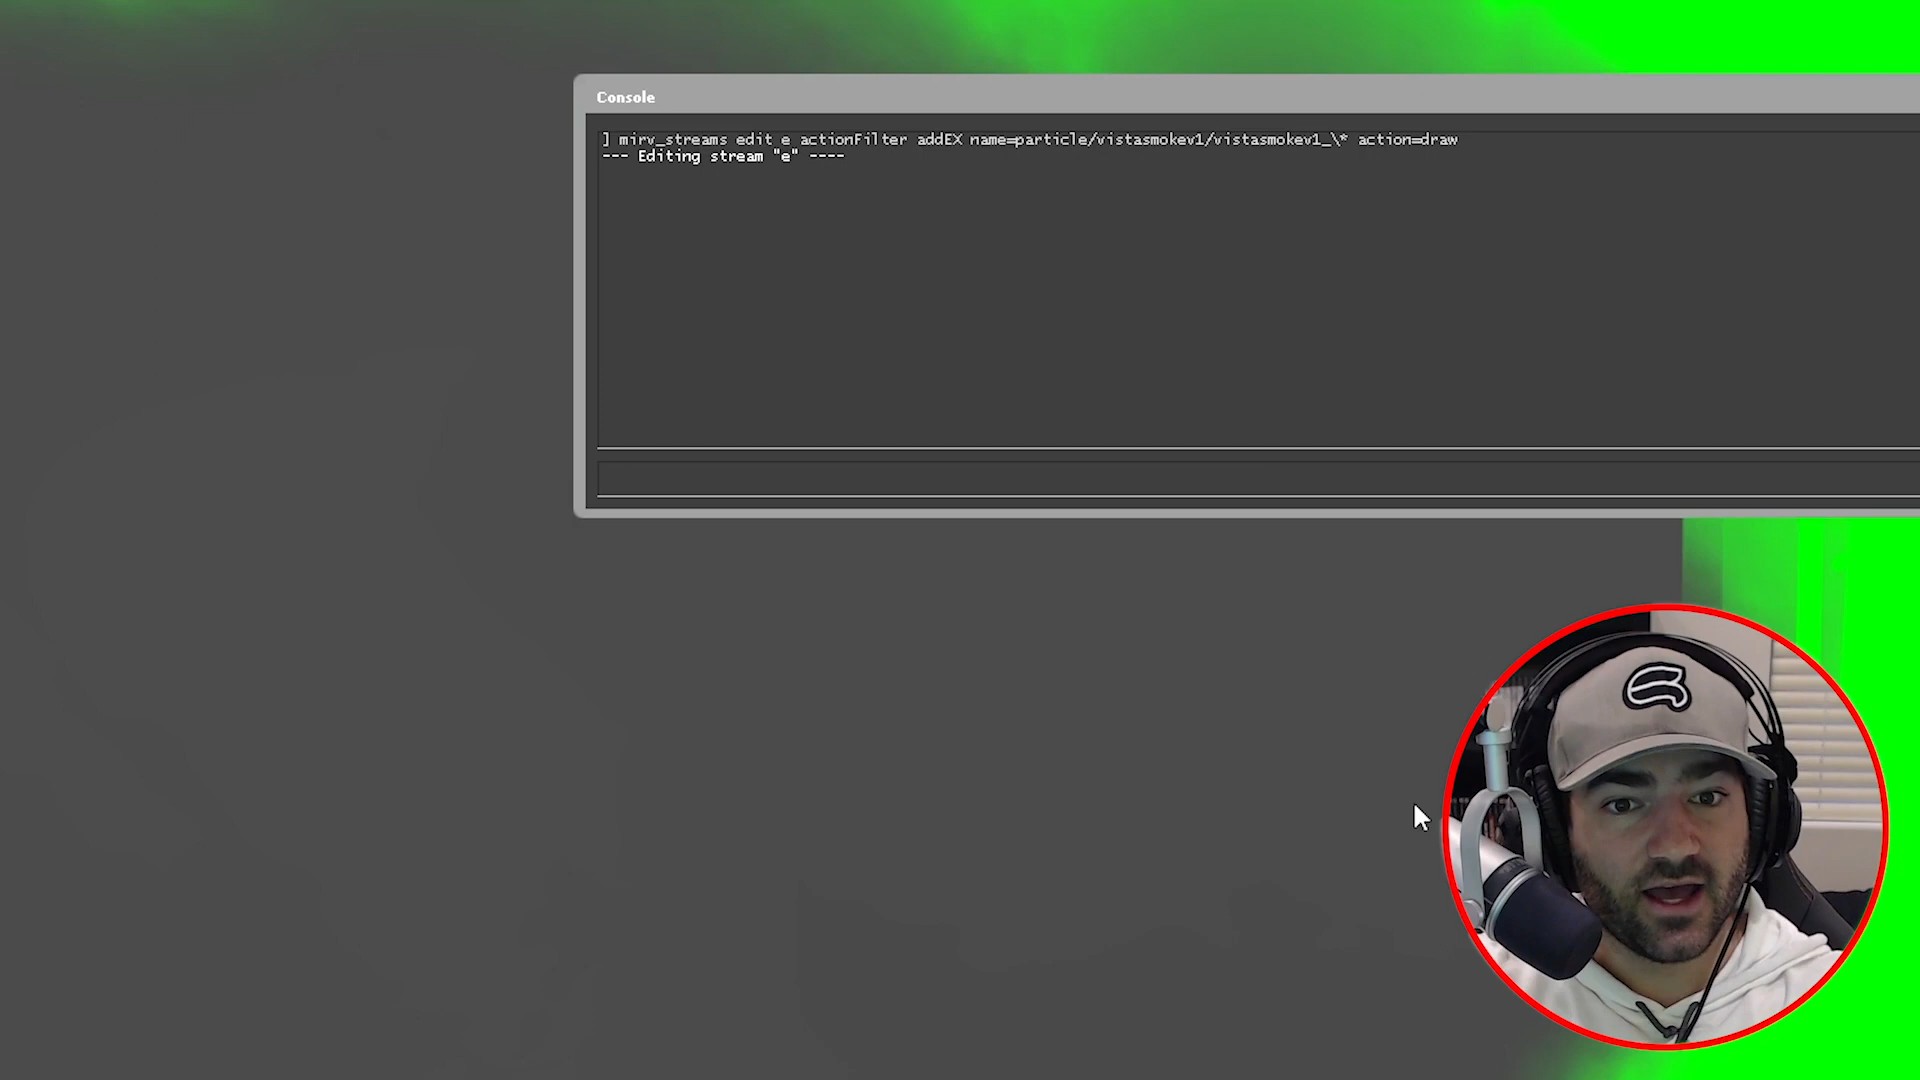 Console
] mirv_streams edit e actionFilter addEX name=particle/vistasmokev1/vistasmokev1_\* action=draw
--- Editing stream "e" ----